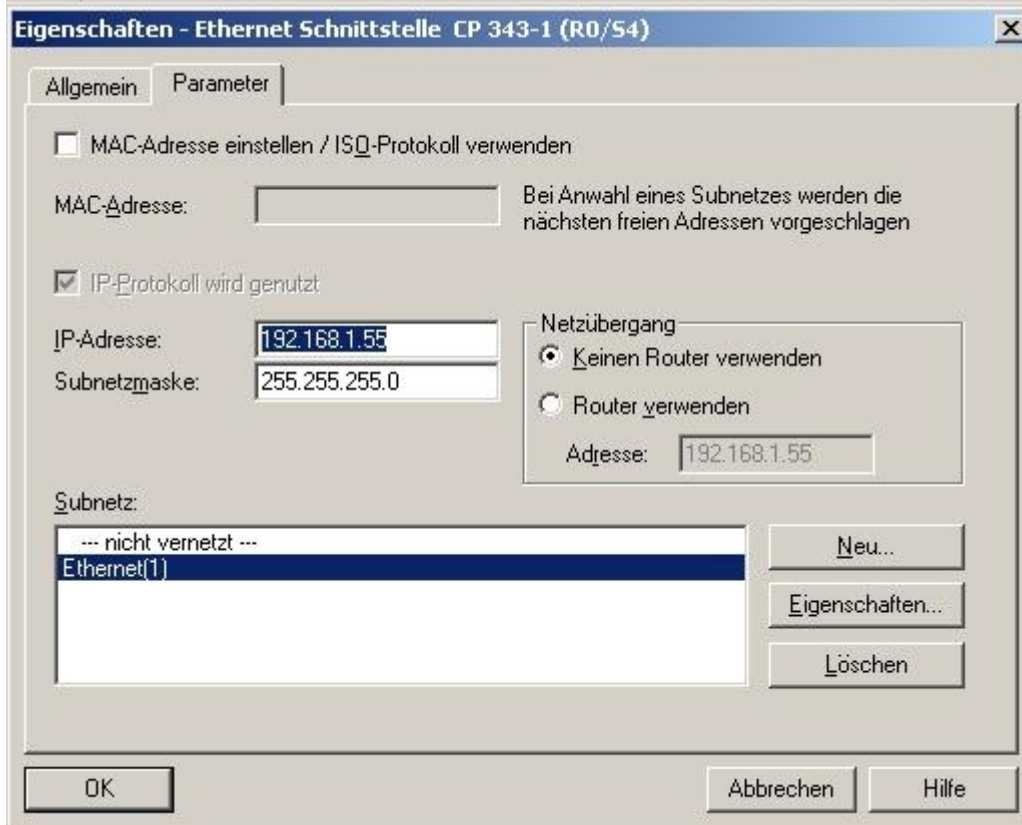 Eigenschaften - Ethernet Schnittstelle CP 343-1 (R0/S4)
Allgemein
Parameter
MAC-Adresse einstellen / ISO-Protokoll verwenden
MAC-Adresse:
Bei Anwahl eines Subnetzes werden die
nächsten freien Adressen vorgeschlagen
IP-Protokoll wird genutzt
IP-Adresse:
192.168.1.55
Subnetzmaske:
255.255.255.0
Netzübergang
Keinen Router verwenden
Router verwenden
Adresse:
192.168.1.55
Subnetz:
--- nicht vernetzt ---
Ethernet(1)
Neu...
Eigenschaften...
Löschen
OK
Abbrechen
Hilfe